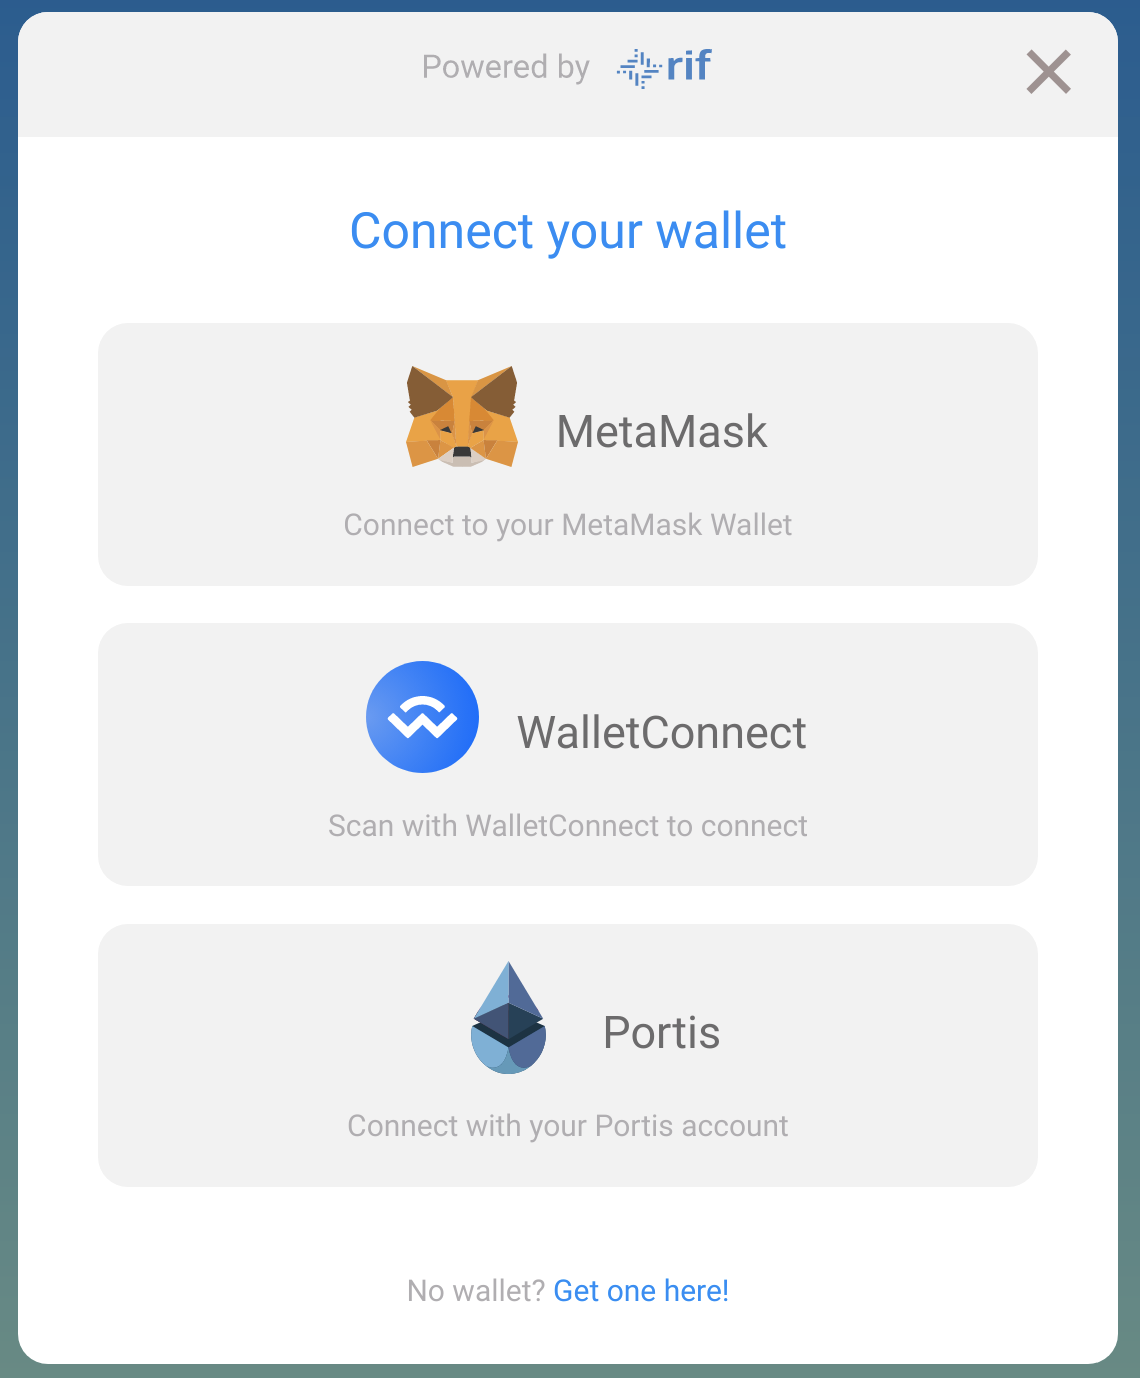 Powered by rif
Connect your wallet
MetaMask
Connect to your MetaMask Wallet
WalletConnect
Scan with WalletConnect to connect
Portis
Connect with your Portis account
No wallet? Get one here!